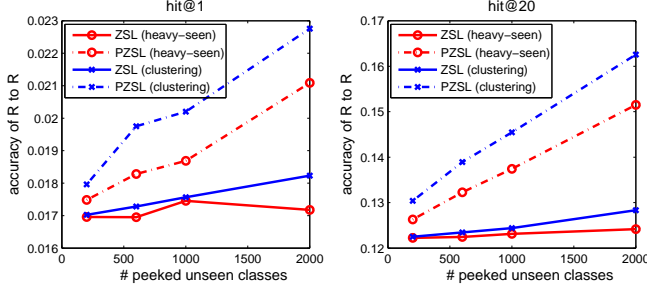 hit@1
0.023
0.022
0.021
0.02
0.019
0.018
0.017
0.016
accuracy of R to R
ZSL (heavy−seen)
PZSL (heavy−seen)
ZSL (clustering)
PZSL (clustering)
0
500
1000
1500
2000
# peeked unseen classes
hit@20
0.17
0.16
0.15
0.14
0.13
0.12
accuracy of R to R
ZSL (heavy−seen)
PZSL (heavy−seen)
ZSL (clustering)
PZSL (clustering)
0
500
1000
1500
2000
# peeked unseen classes